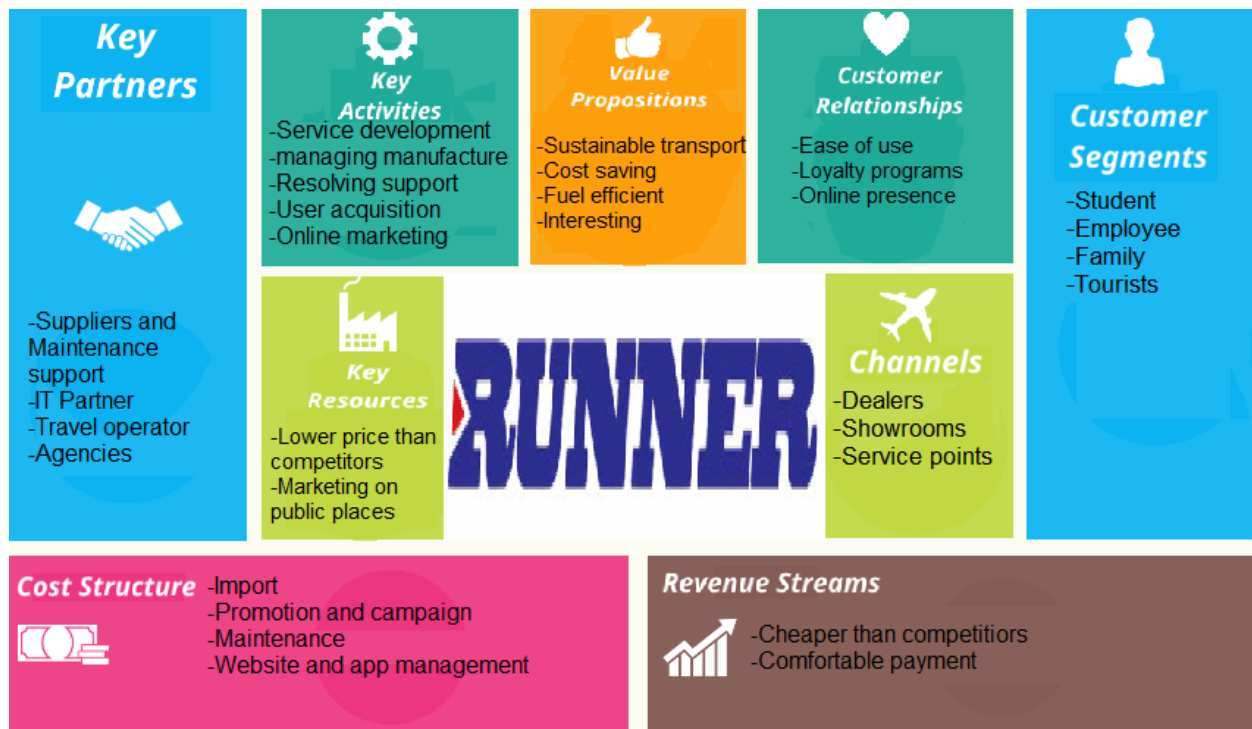 Key
Partners
-Suppliers and
Maintenance
support
-IT Partner
-Travel operator
-Agencies
Key
Activities
-Service development
-managing manufacture
-Resolving support
-User acquisition
-Online marketing
Key
Resources
-Lower price than
competitors
-Marketing on
public places
Value
Propositions
-Sustainable transport
-Cost saving
-Fuel efficient
-Interesting
RUNNER
Customer
Relationships
-Ease of use
-Loyalty programs
-Online presence
Channels
-Dealers
-Showrooms
-Service points
Customer
Segments
-Student
-Employee
-Family
-Tourists
Cost Structure
-Import
-Promotion and campaign
-Maintenance
-Website and app management
Revenue Streams
-Cheaper than competitiors
-Comfortable payment